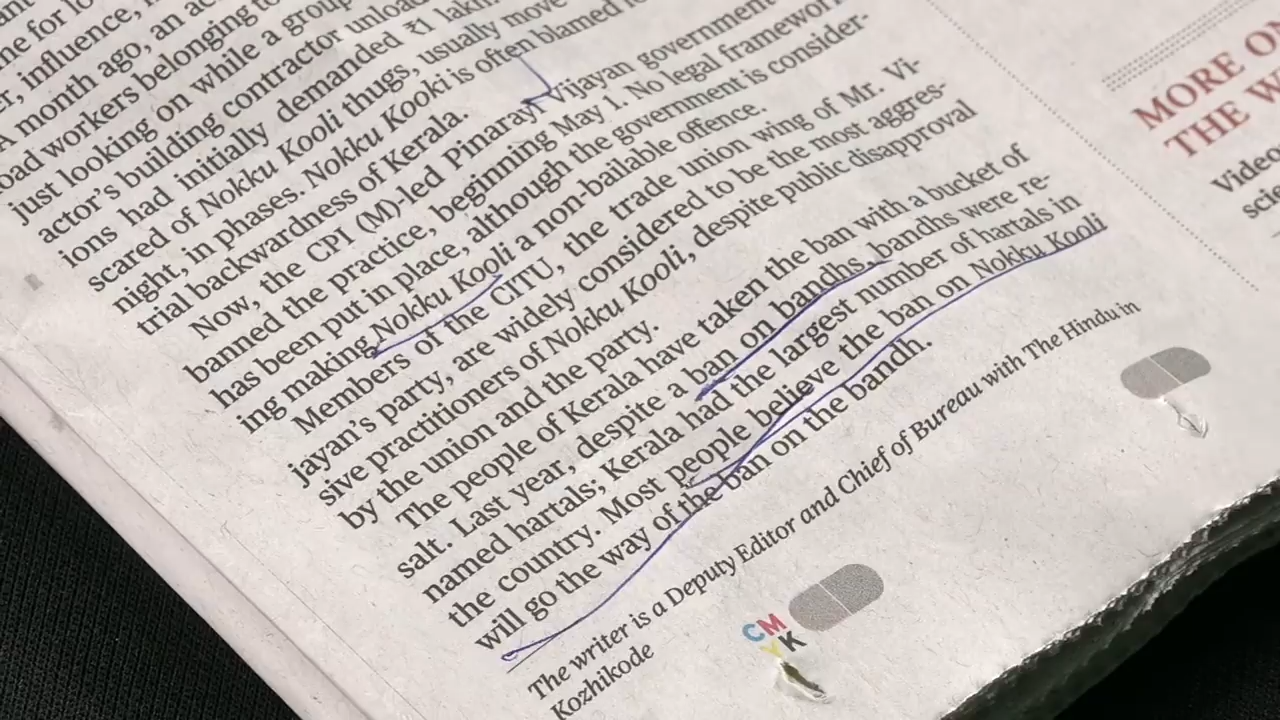 me for lo
er, influence,
A month ago, an ac
oad workers belonging to
just looking on while a group
actor's building contractor unloa
ions had initially demanded ₹1 lakh.
scared of Nokku Kooli thugs, usually move
night, in phases. Nokku Kooki is often blamed
trial backwardness of Kerala.
Now, the CPI (M)-led Pinarayi Vijayan government
banned the practice, beginning May 1. No legal framework
has been put in place, although the government is consider-
ing making Nokku Kooli a non-bailable offence.
Members of the CITU, the trade union wing of Mr. Vi-
jayan's party, are widely considered to be the most aggres-
sive practitioners of Nokku Kooli, despite public disapproval
by the union and the party.
The people of Kerala have taken the ban with a bucket of
salt. Last year, despite a ban on bandhs, bandhs were re-
named hartals; Kerala had the largest number of hartals in
the country. Most people believe the ban on Nokku Kooli
will go the way of the ban on the bandh.
The writer is a Deputy Editor and Chief of Bureau with The Hindu in
Kozhikode
CMYK
MORE ON
THE W
Video
scie